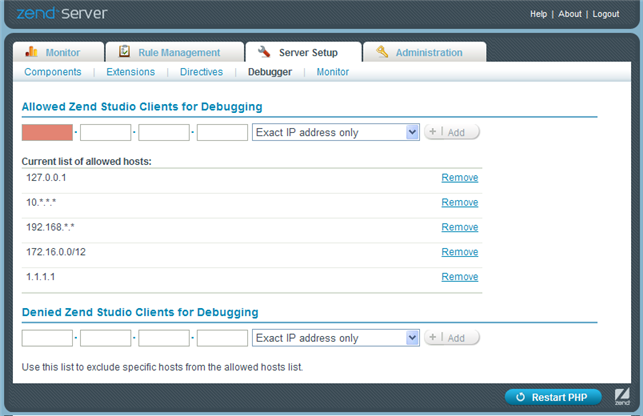 zend server
Help | About | Logout
Monitor Rule Management Server Setup Administration
Components | Extensions | Directives | Debugger | Monitor
Allowed Zend Studio Clients for Debugging
Exact IP address only + | Add
Current list of allowed hosts:
127.0.0.1 Remove
10.*.*.* Remove
192.168.*.* Remove
172.16.0.0/12 Remove
1.1.1.1 Remove
Denied Zend Studio Clients for Debugging
Exact IP address only + | Add
Use this list to exclude specific hosts from the allowed hosts list.
Restart PHP
zend